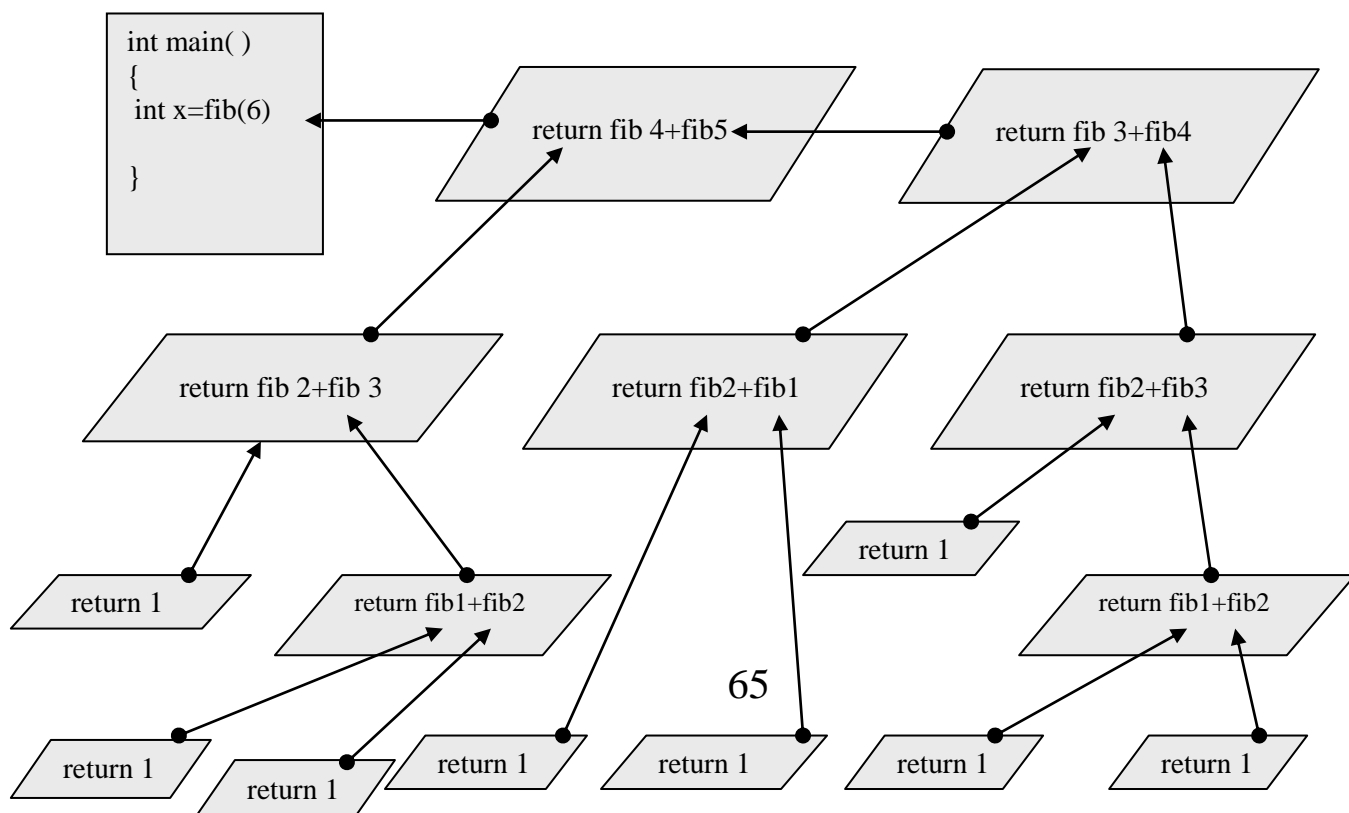 int main( )
{
int x=fib(6)
}
return fib 4+fib5
return fib 3+fib4
return fib 2+fib 3
return fib2+fib1
return fib2+fib3
return 1
return 1
return fib1+fib2
return fib1+fib2
65
return 1
return 1
return 1
return 1
return 1
return 1